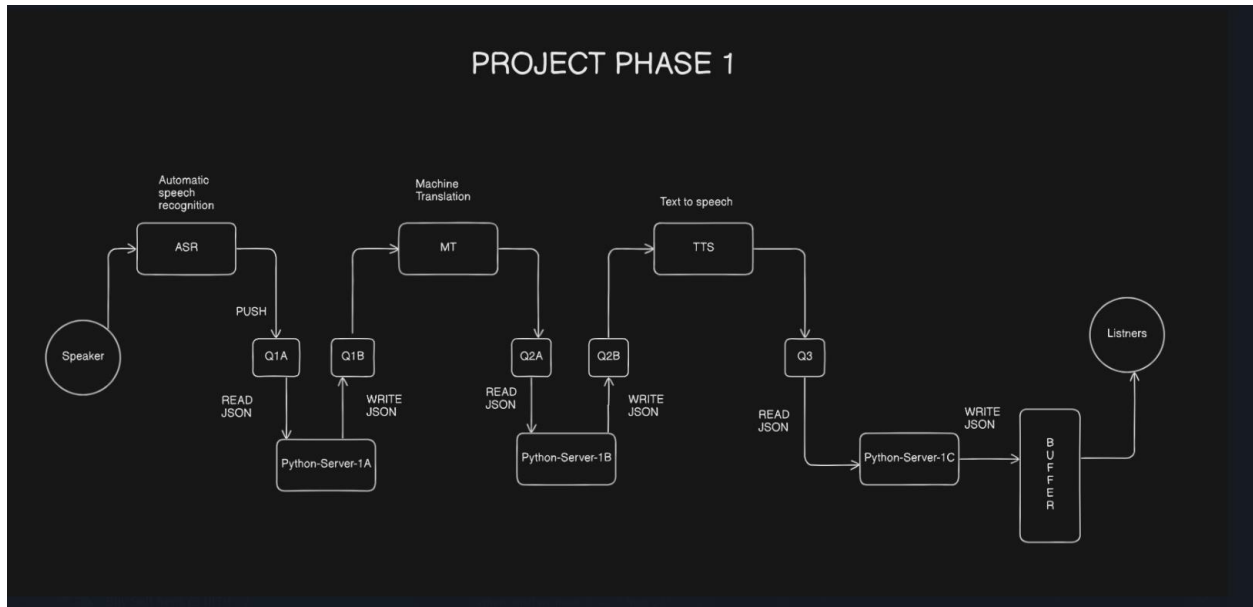 PROJECT PHASE 1
Automatic
speech
recognition
Machine
Translation
Text to speech
ASR
MT
TTS
PUSH
Speaker
Q1A
Q1B
Q2A
Q2B
Q3
Listners
READ
JSON
WRITE
JSON
READ
JSON
WRITE
JSON
READ
JSON
WRITE
JSON
Python-Server-1A
Python-Server-1B
Python-Server-1C
B
U
F
F
E
R